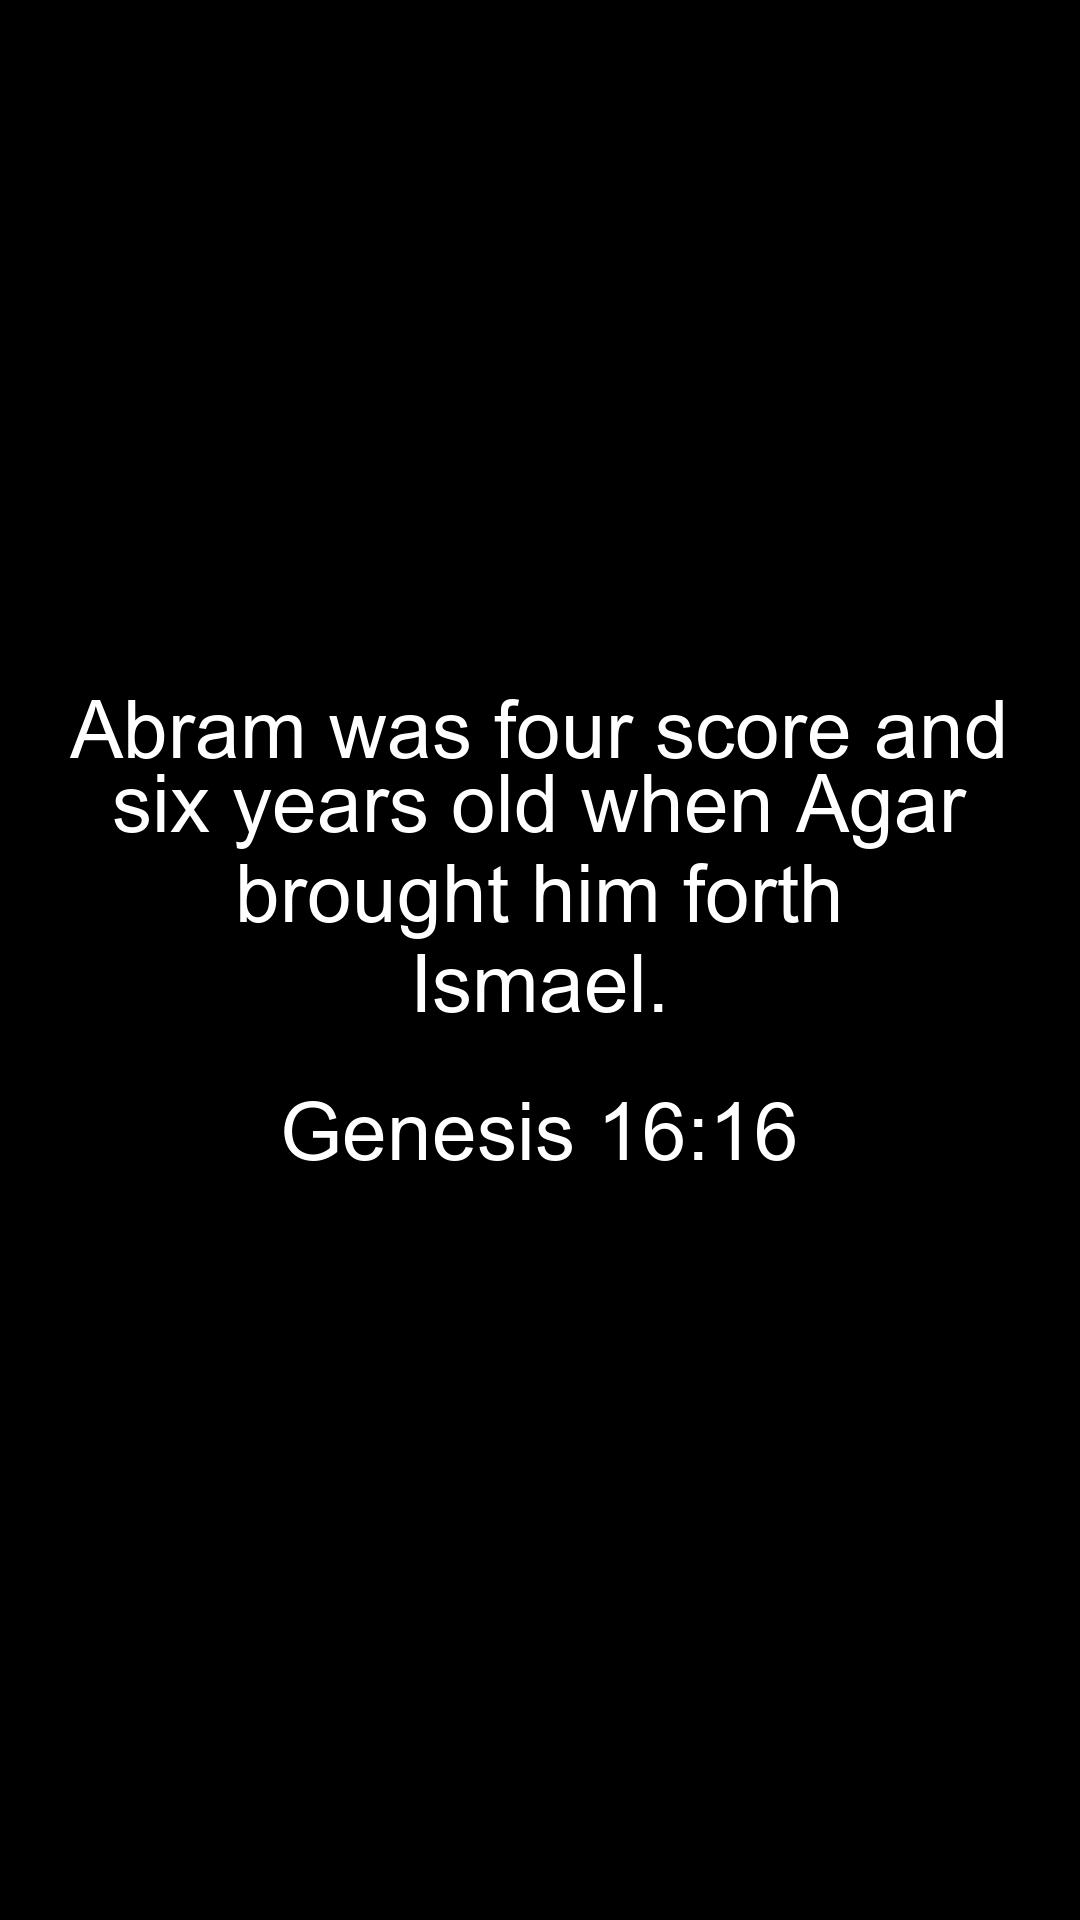 Abram was four score and
six years old when Agar
brought him forth
Ismael.
Genesis 16:16